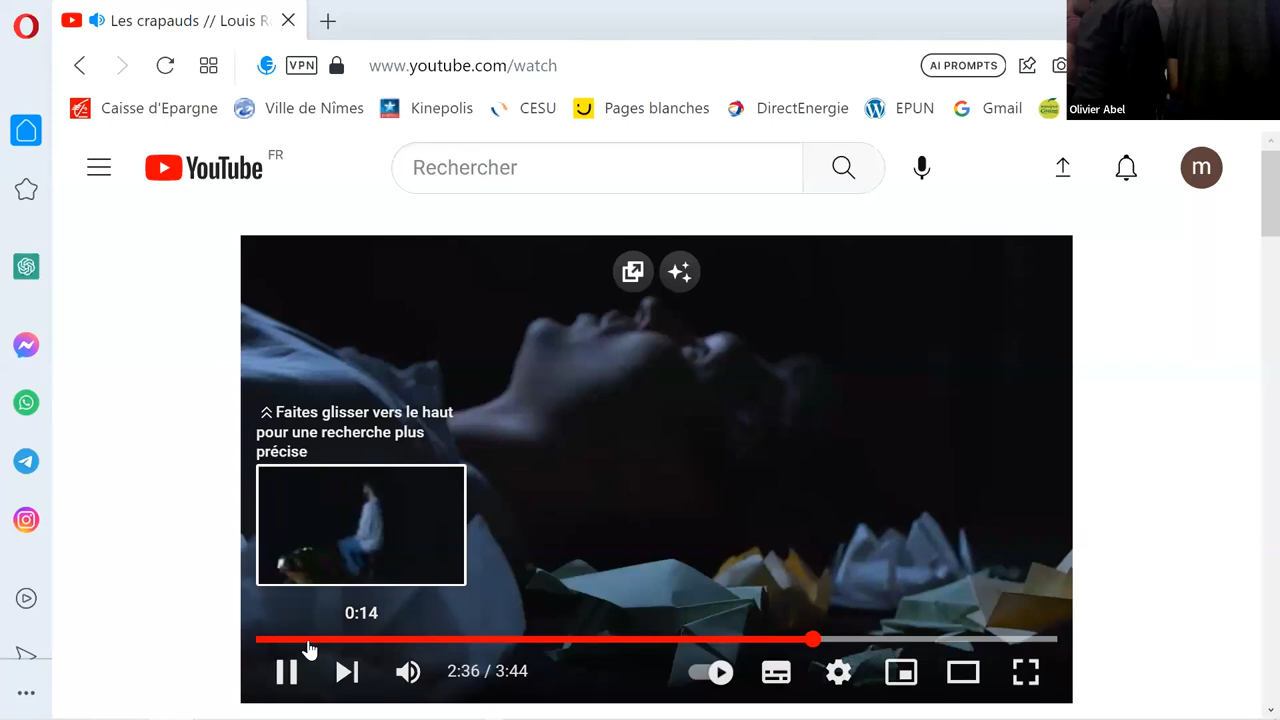 Les crapauds // Louis R
VPN
www.youtube.com/watch
AI PROMPTS
Caisse d'Epargne
Ville de Nîmes
Kinepolis
CESU
Pages blanches
DirectEnergie
EPUN
Gmail
Olivier Abel
YouTube FR
Rechercher
m
Faites glisser vers le haut
pour une recherche plus
précise
0:14
2:36 / 3:44